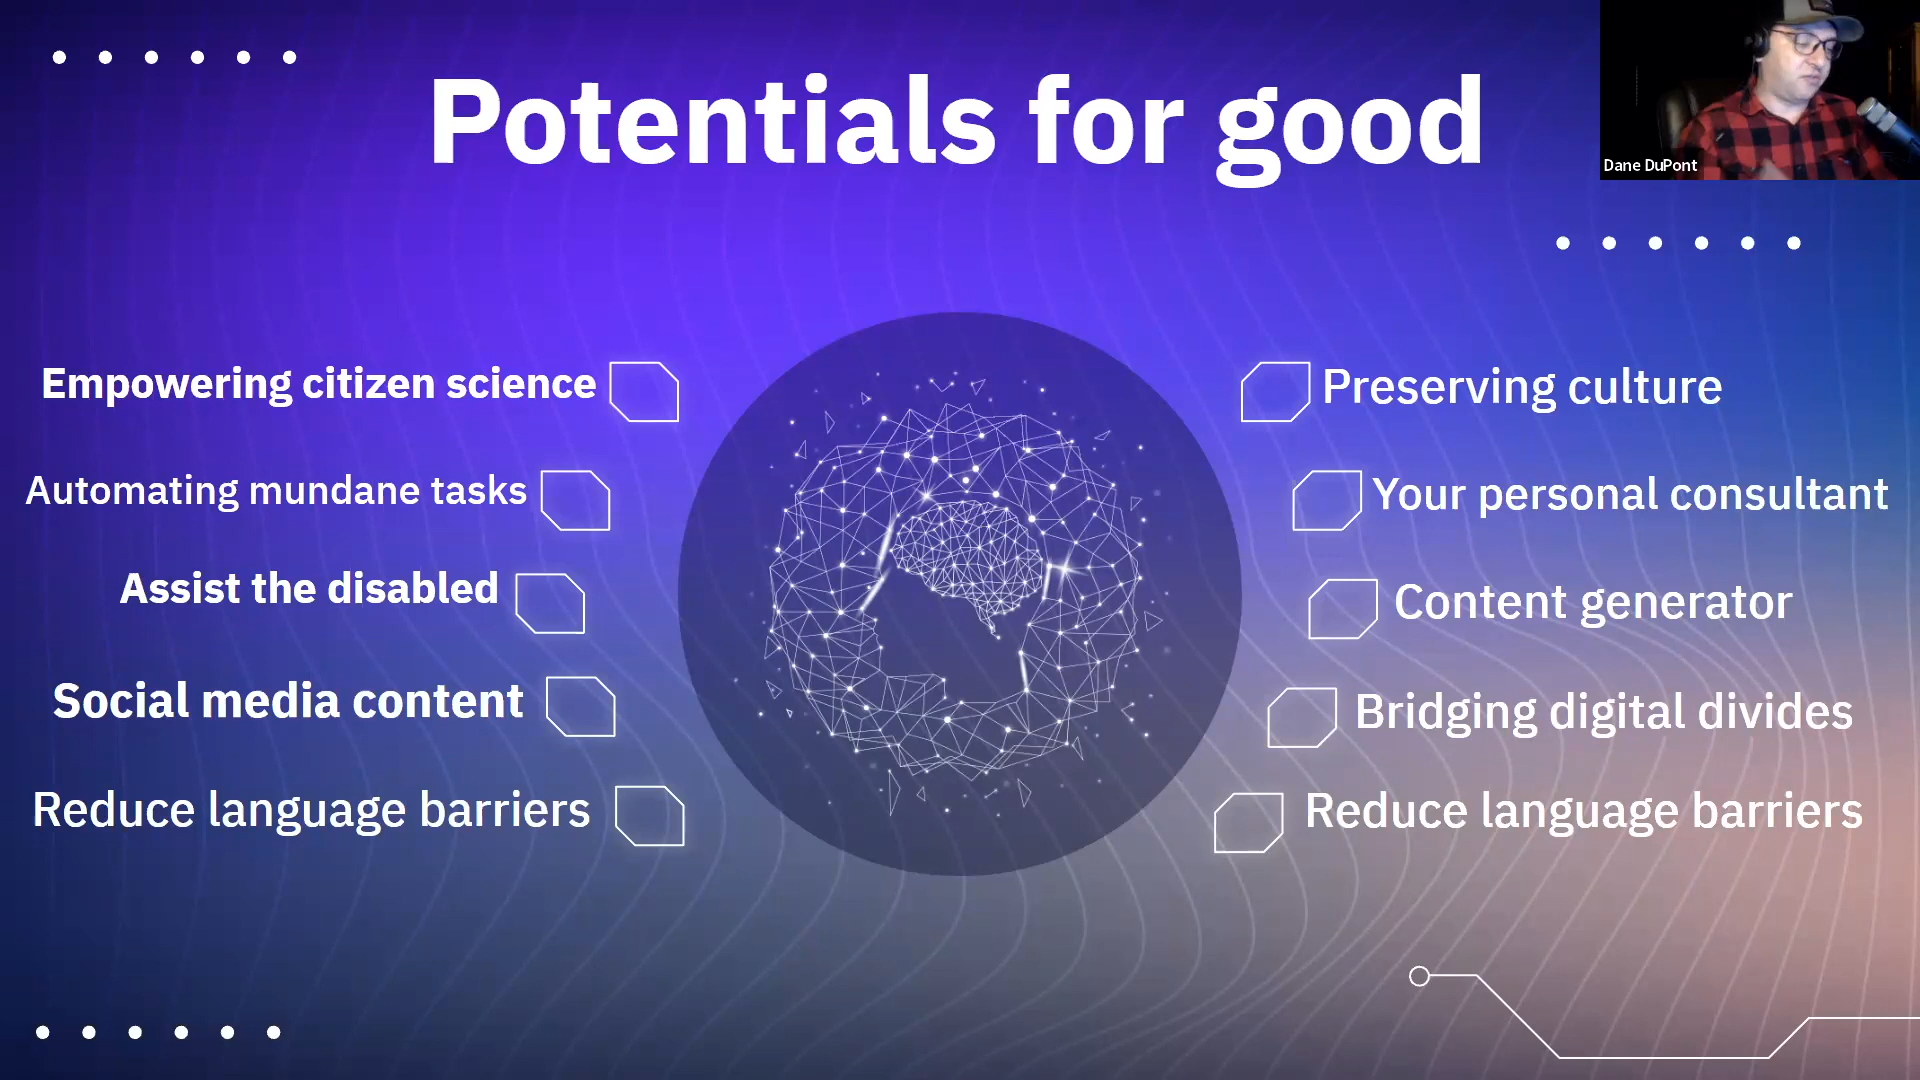 Potentials for good
Dane DuPont
Empowering citizen science
Automating mundane tasks
Assist the disabled
Social media content
Reduce language barriers
Preserving culture
Your personal consultant
Content generator
Bridging digital divides
Reduce language barriers